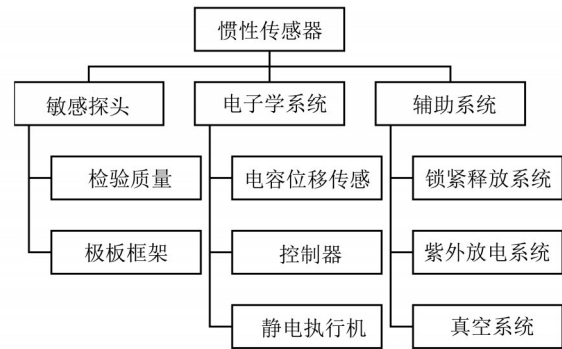 惯性传感器
敏感探头
电子学系统
辅助系统
检验质量
电容位移传感
锁紧释放系统
极板框架
控制器
紫外放电系统
静电执行机
真空系统